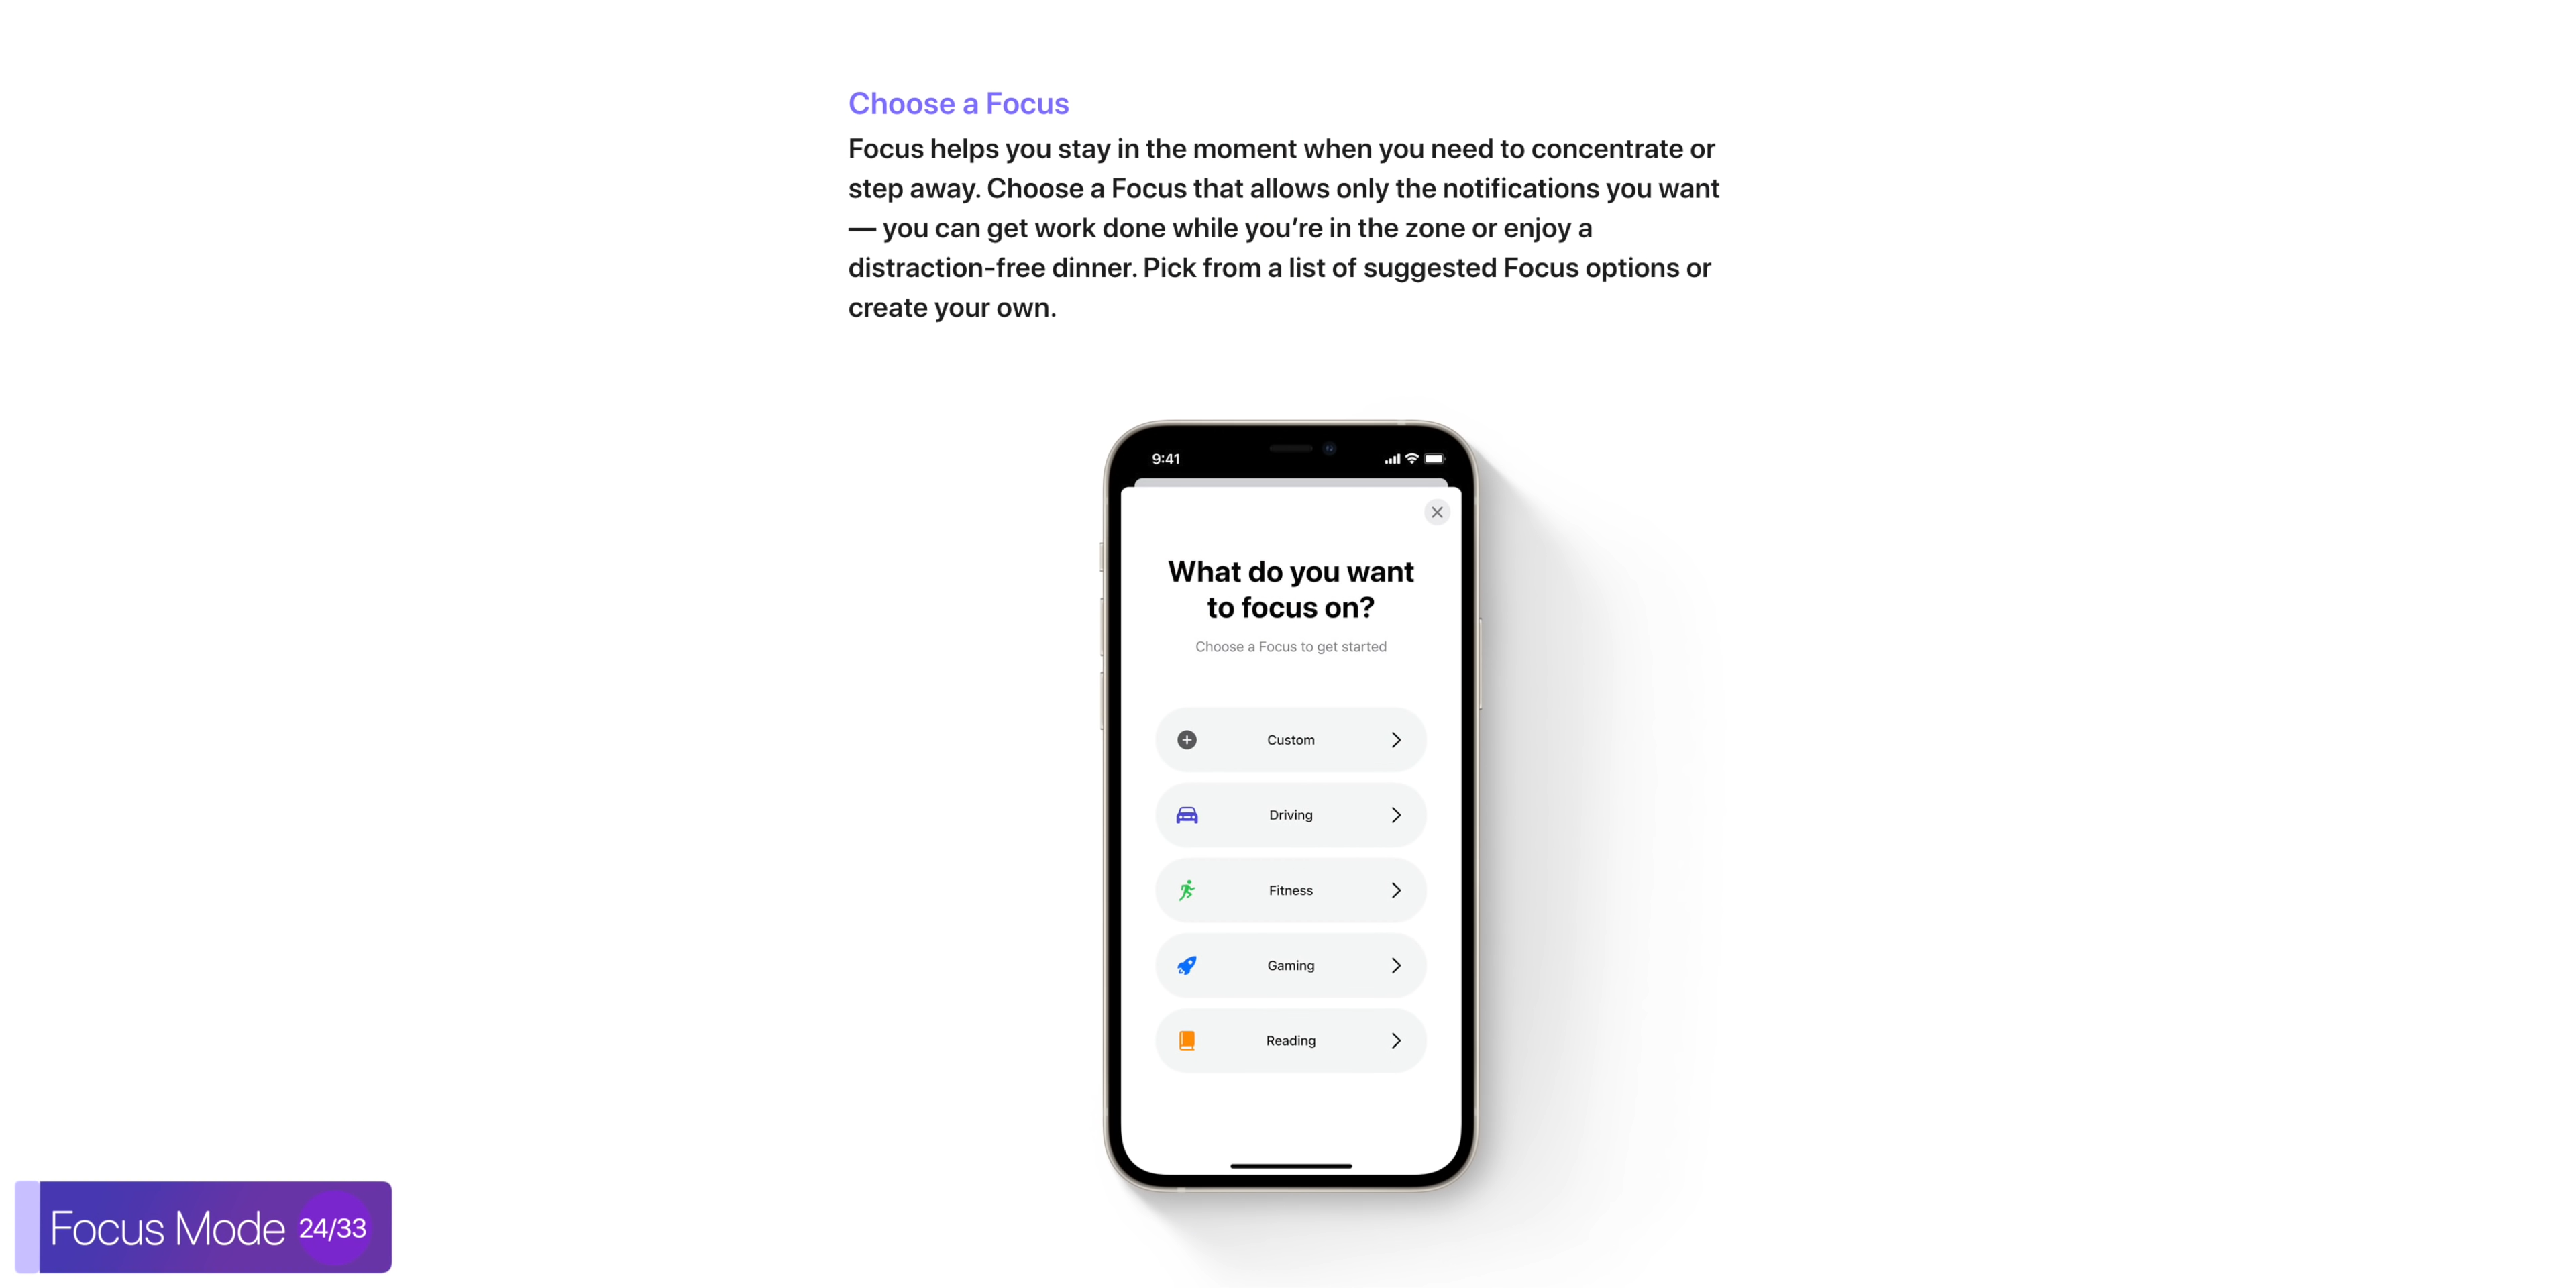 Choose a Focus
Focus helps you stay in the moment when you need to concentrate or
step away. Choose a Focus that allows only the notifications you want
— you can get work done while you’re in the zone or enjoy a
distraction-free dinner. Pick from a list of suggested Focus options or
create your own.
9:41
What do you want
to focus on?
Choose a Focus to get started
Custom
Driving
Fitness
Gaming
Reading
Focus Mode 24/33